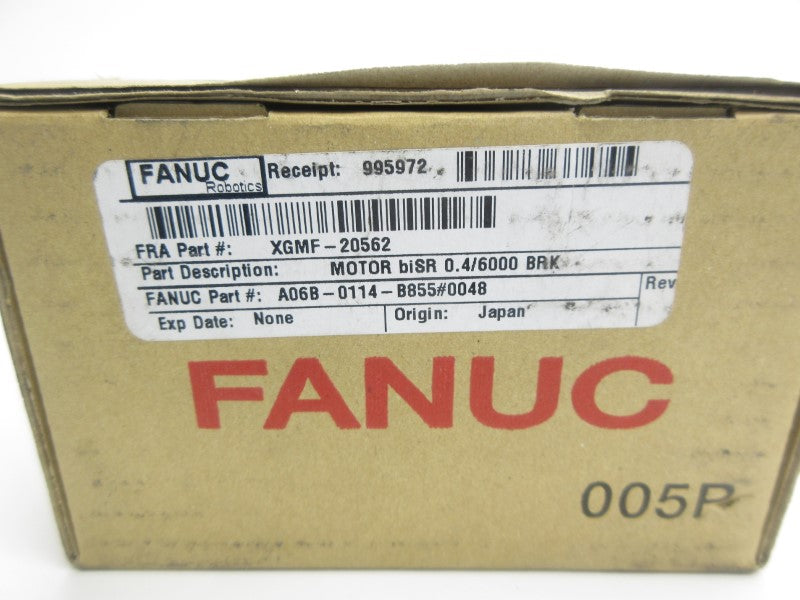 FANUC Robotics Receipt: 995972
FRA Part #: XGMF-20562
Part Description: MOTOR biSR 0.4/6000 BRK
FANUC Part #: A06B-0114-B855#0048 Rev
Exp Date: None Origin: Japan
FANUC
005P